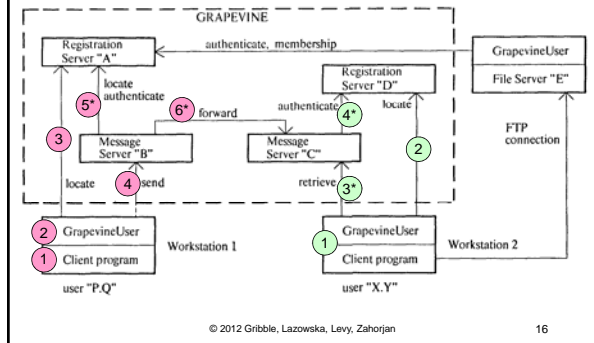 GRAPEVINE
Registration
Server "A"
authenticate, membership
GrapevineUser
File Server "E"
Registration
Server "D"
locate
authenticate
5*
6*
forward
authenticate
4*
locate
3
Message
Server "B"
Message
Server "C"
2
FTP
connection
locate
4
send
retrieve
3*
2
GrapevineUser
1
Client program
Workstation 1
user "P.Q"
1
GrapevineUser
Client program
Workstation 2
user "X.Y"
© 2012 Gribble, Lazowska, Levy, Zahorjan
16